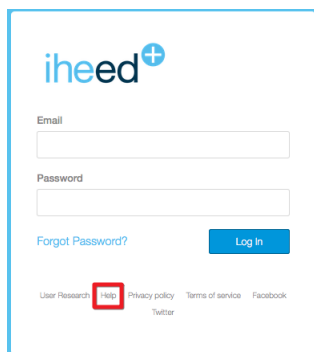 iheed
Email
Password
Forgot Password? Log In
User Research Help Privacy policy Terms of service Facebook
Twitter